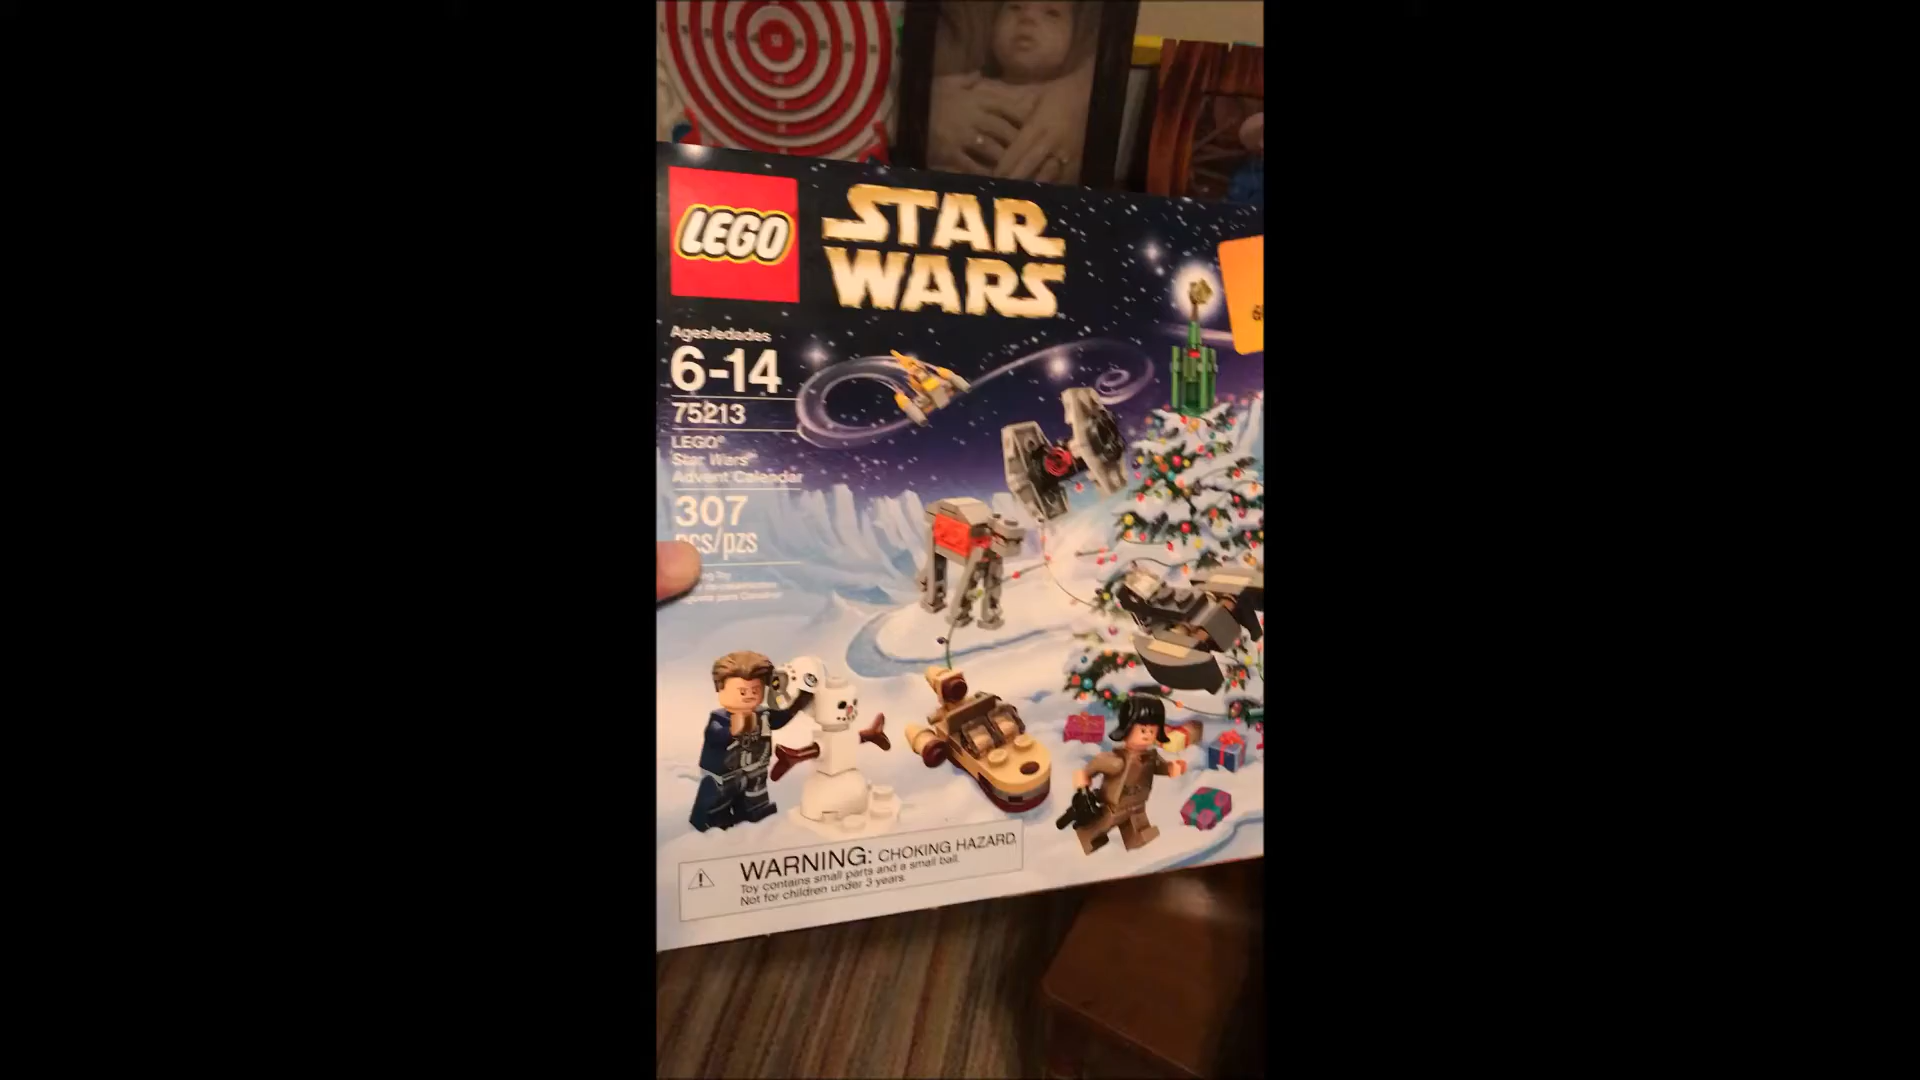 LEGO
STAR
WARS
Ages/edades
6-14
75213
LEGO®
Star Wars™
Advent Calendar
307
pcs/pzs
WARNING: CHOKING HAZARD.
Toy contains small parts and a small ball.
Not for children under 3 years.